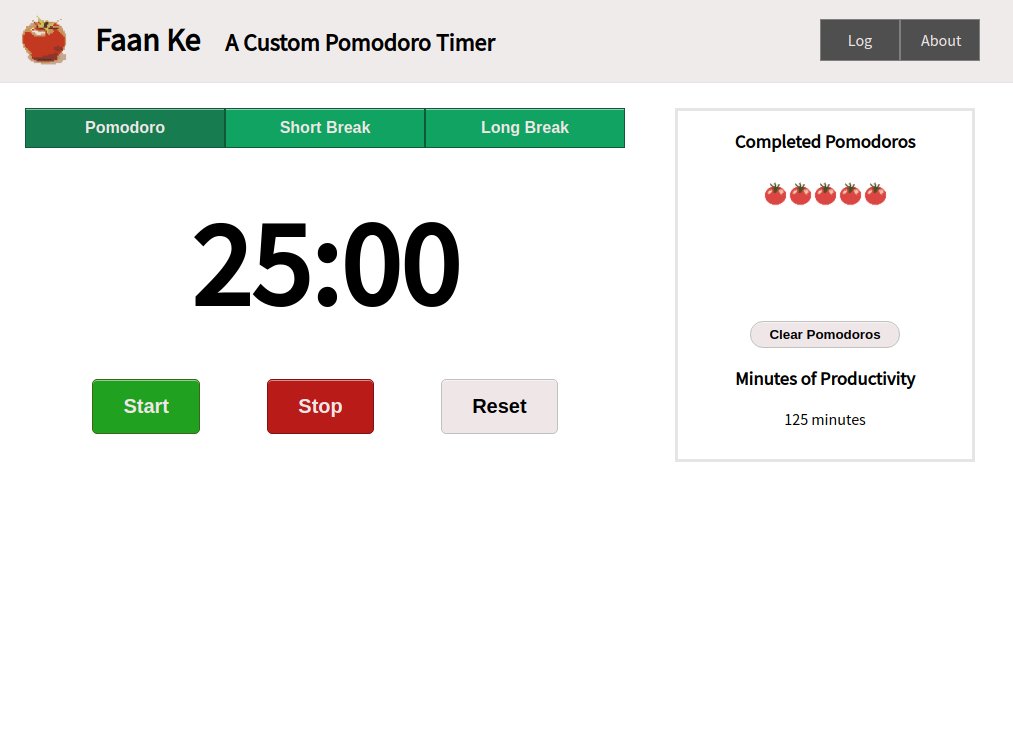 Faan Ke A Custom Pomodoro Timer
Log About
Pomodoro Short Break Long Break
25:00
Start Stop Reset
Completed Pomodoros
Clear Pomodoros
Minutes of Productivity
125 minutes